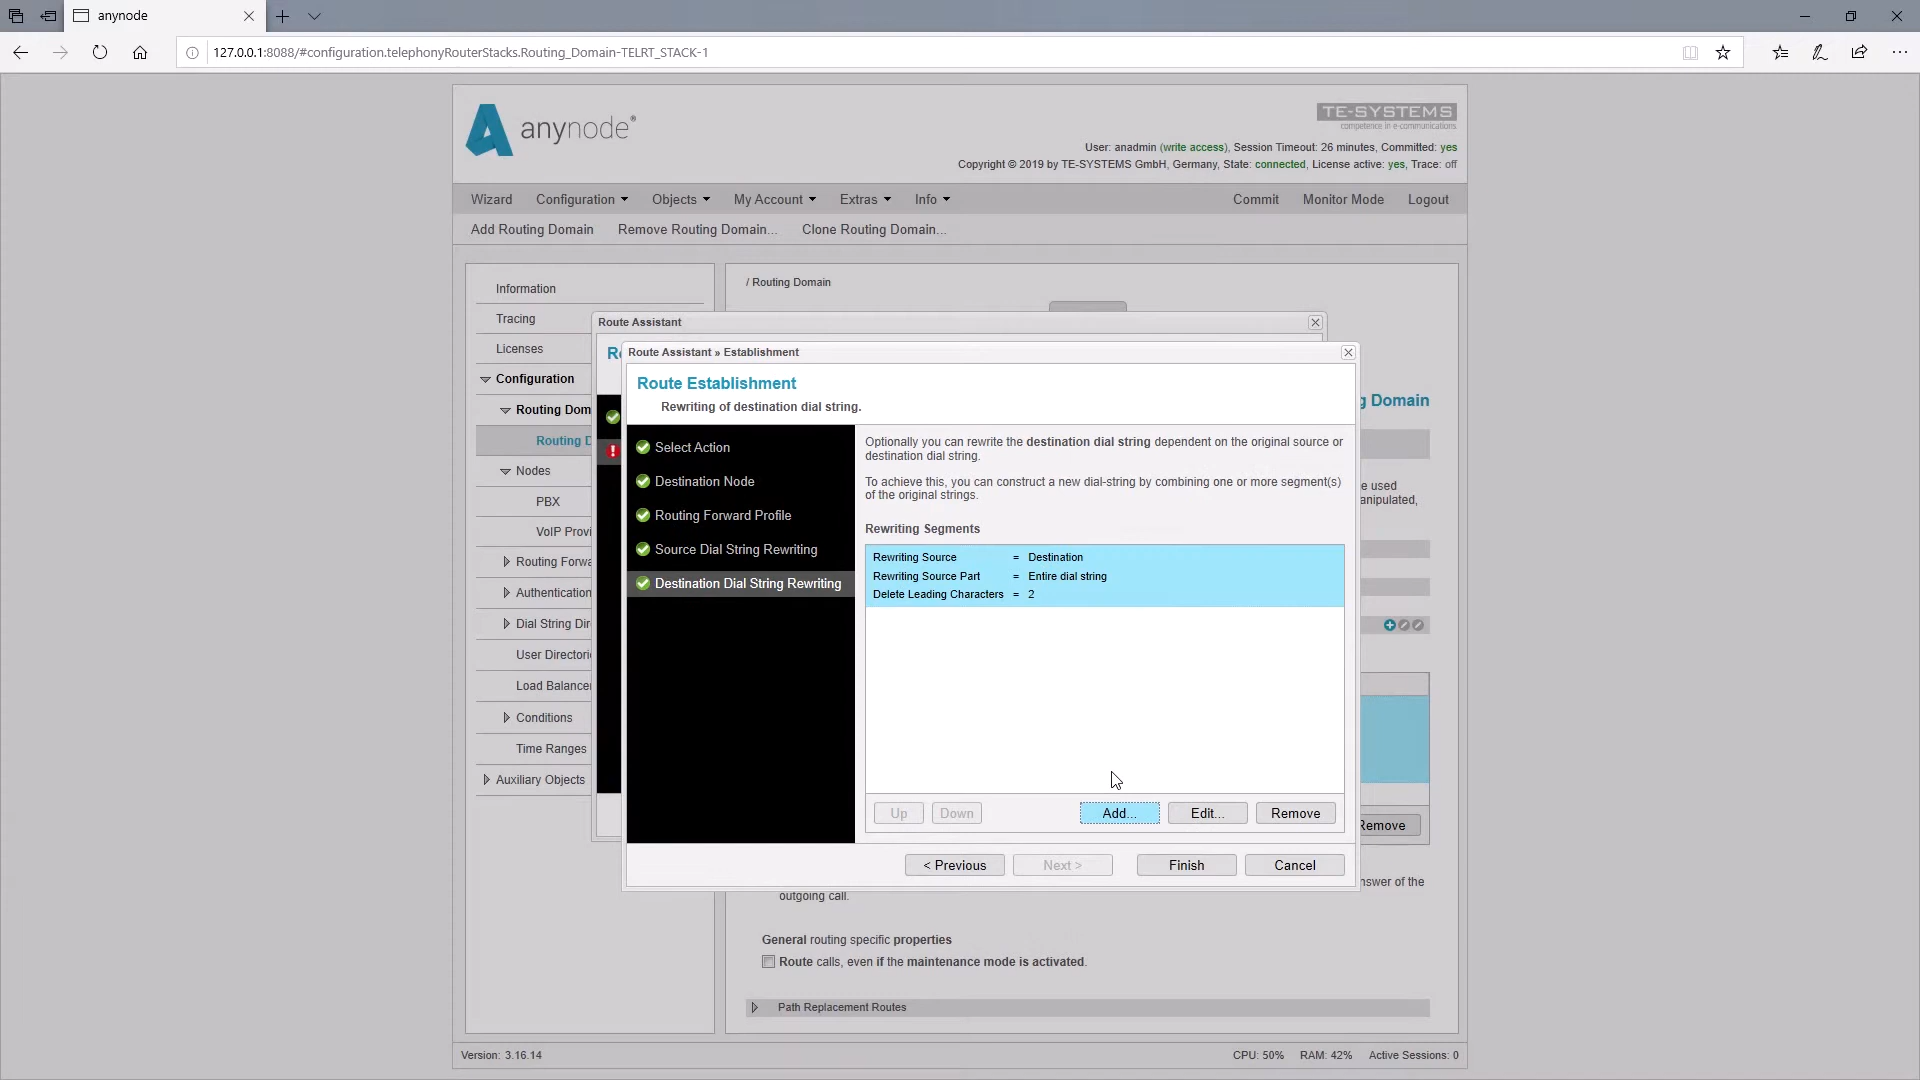 anynode
127.0.0.1:8088/#configuration.telephonyRouterStacks.Routing_Domain-TELRT_STACK-1
anynode®
TE-SYSTEMS
competence in e-communications.
User: anadmin (write access), Session Timeout: 26 minutes, Committed: yes
Copyright © 2019 by TE-SYSTEMS GmbH, Germany, State: connected, License active: yes, Trace: off
Wizard Configuration Objects My Account Extras Info Commit Monitor Mode Logout
Add Routing Domain Remove Routing Domain... Clone Routing Domain...
Information
Tracing
Licenses
Configuration
Routing Dom
Routing D
Nodes
PBX
VoIP Provi
Routing Forwa
Authentication
Dial String Dir
User Directori
Load Balance
Conditions
Time Ranges
Auxiliary Objects
/ Routing Domain
g Domain
e used
anipulated,
Remove
nswer of the
outgoing call.
General routing specific properties
Route calls, even if the maintenance mode is activated.
Path Replacement Routes
Route Assistant
Route Assistant » Establishment
Route Establishment
Rewriting of destination dial string.
Select Action
Destination Node
Routing Forward Profile
Source Dial String Rewriting
Destination Dial String Rewriting
Optionally you can rewrite the destination dial string dependent on the original source or
destination dial string.
To achieve this, you can construct a new dial-string by combining one or more segment(s)
of the original strings.
Rewriting Segments
Rewriting Source = Destination
Rewriting Source Part = Entire dial string
Delete Leading Characters = 2
Up Down Add... Edit... Remove
< Previous Next > Finish Cancel
Version: 3.16.14
CPU: 50% RAM: 42% Active Sessions: 0